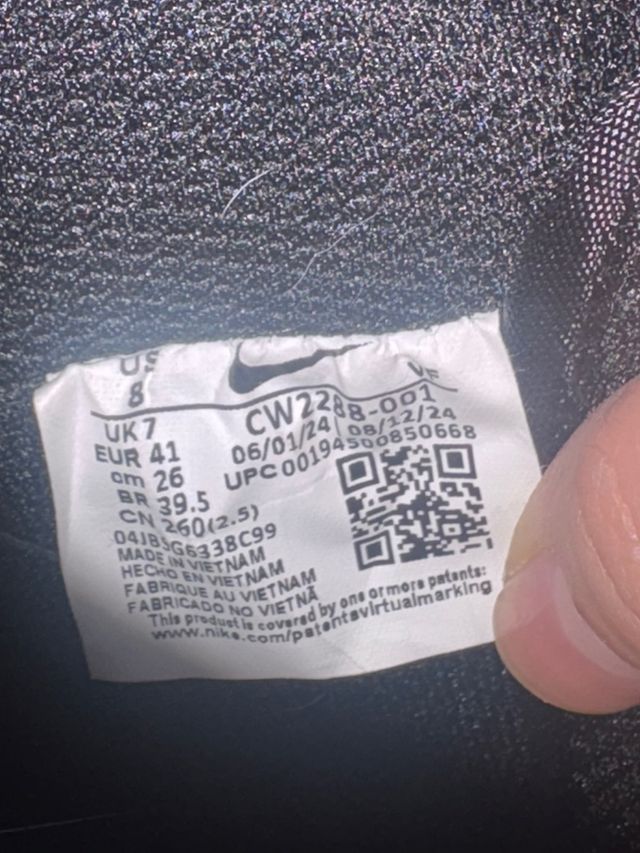 US
8
VF
UK 7
CW2288-001
EUR 41
06/01/24 08/12/24
cm 26
UPC 00194500850668
BR 39.5
CN 260(2.5)
MADE IN VIETNAM
HECHO EN VIETNAM
FABRIQUE AU VIETNAM
FABRICADO NO VIETNÃ
This product is covered by one or more patents:
www.nike.com/patentsvirtualmarking